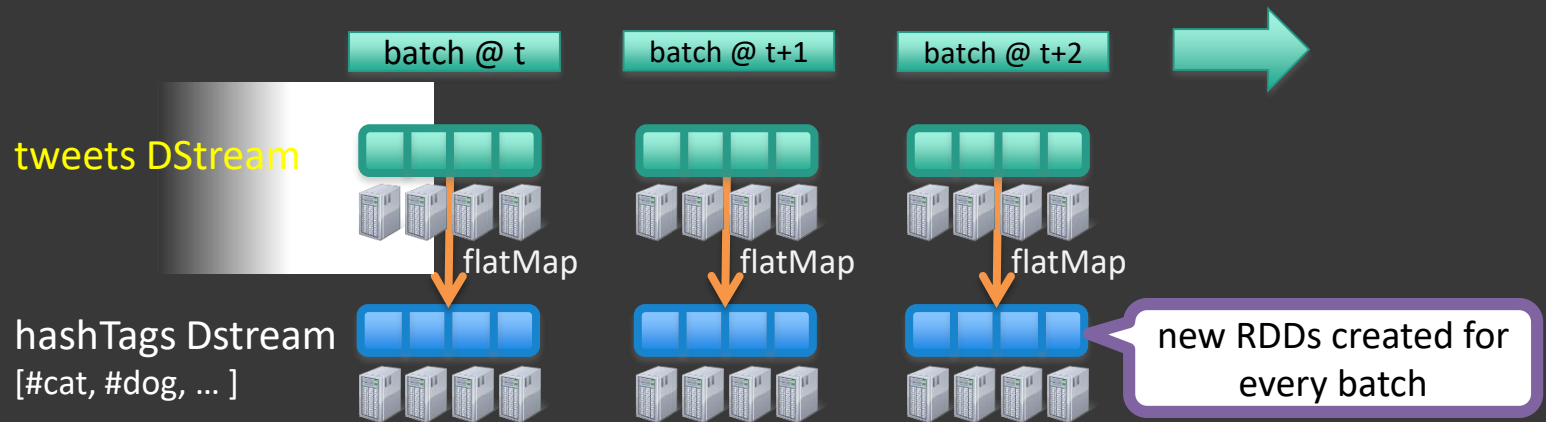 batch @ t
batch @ t+1
batch @ t+2
tweets DStream
flatMap
flatMap
flatMap
hashTags Dstream
[#cat, #dog, … ]
new RDDs created for
every batch